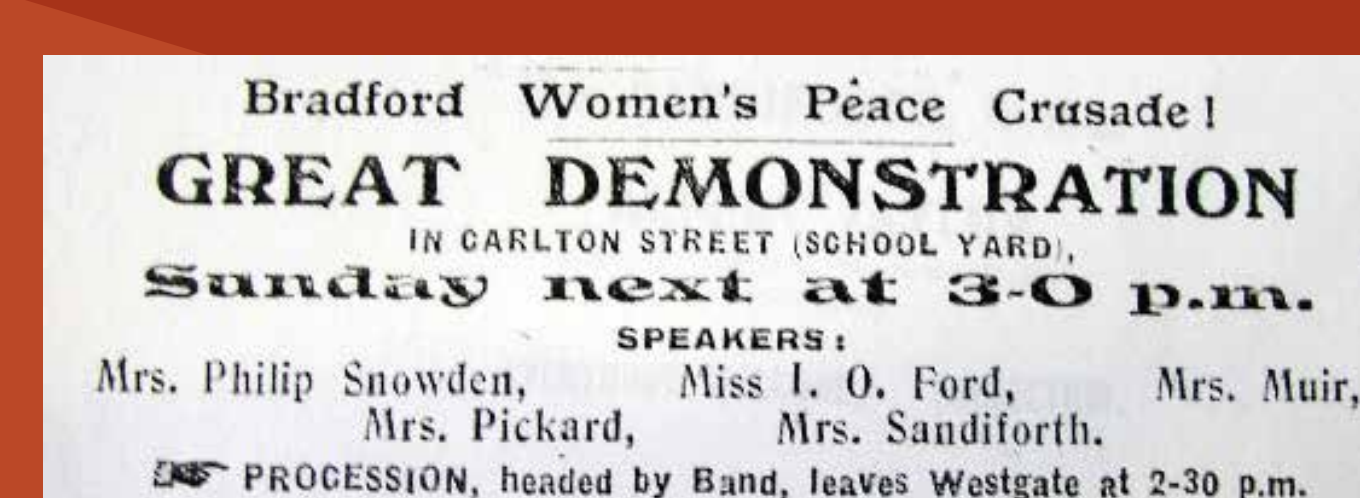 Bradford Women's Peace Crusade!
GREAT DEMONSTRATION
IN CARLTON STREET (SCHOOL YARD),
Sunday next at 3-0 p.m.
SPEAKERS:
Mrs. Philip Snowden, Miss I. O. Ford, Mrs. Muir,
Mrs. Pickard, Mrs. Sandiforth.
☞ PROCESSION, headed by Band, leaves Westgate at 2-30 p.m.